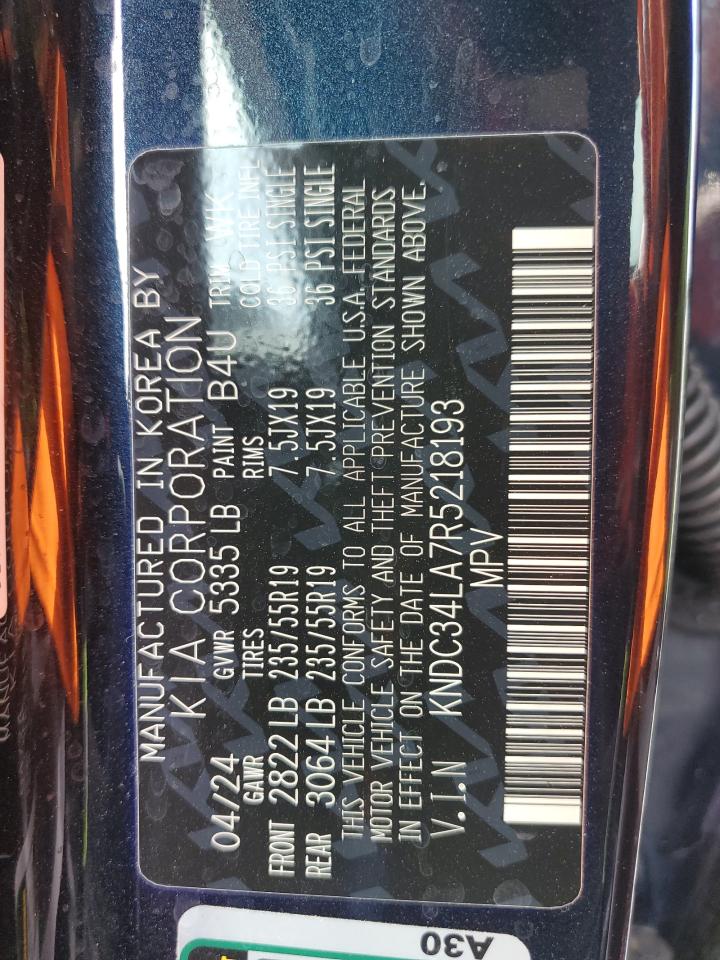 MANUFACTURED IN KOREA BY
KIA CORPORATION
04/24 GVWR 5335 LB PAINT B4U TRIM WK
GAWR TIRES RIMS COLD TIRE INFL
FRONT 2822 LB 235/55R19 7.5JX19 36 PSI SINGLE
REAR 3064 LB 235/55R19 7.5JX19 36 PSI SINGLE
THIS VEHICLE CONFORMS TO ALL APPLICABLE U.S.A. FEDERAL
MOTOR VEHICLE SAFETY AND THEFT PREVENTION STANDARDS
IN EFFECT ON THE DATE OF MANUFACTURE SHOWN ABOVE.
V.I.N KNDC34LA7R5218193
MPV
A30